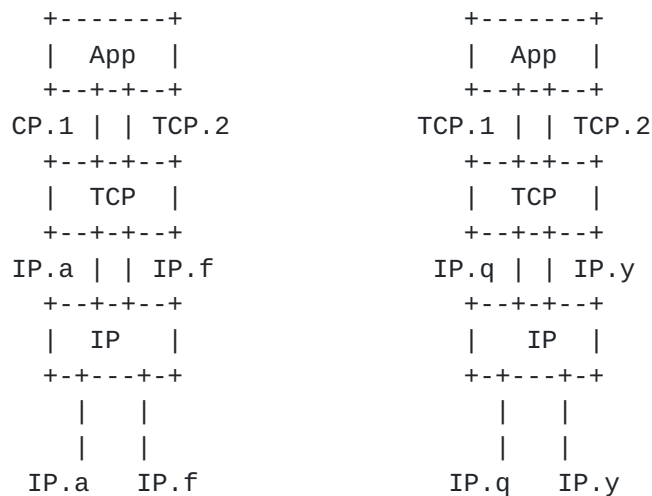 +-------+                    +-------+
|  App  |                    |  App  |
+--+-+--+                    +--+-+--+
CP.1 | | TCP.2             TCP.1 | | TCP.2
+--+-+--+                    +--+-+--+
|  TCP  |                    |  TCP  |
+--+-+--+                    +--+-+--+
IP.a | | IP.f               IP.q | | IP.y
+--+-+--+                    +--+-+--+
|  IP   |                    |   IP  |
+-+---+-+                    +-+---+-+
|   |                        |   |
|   |                        |   |
IP.a   IP.f                 IP.q   IP.y